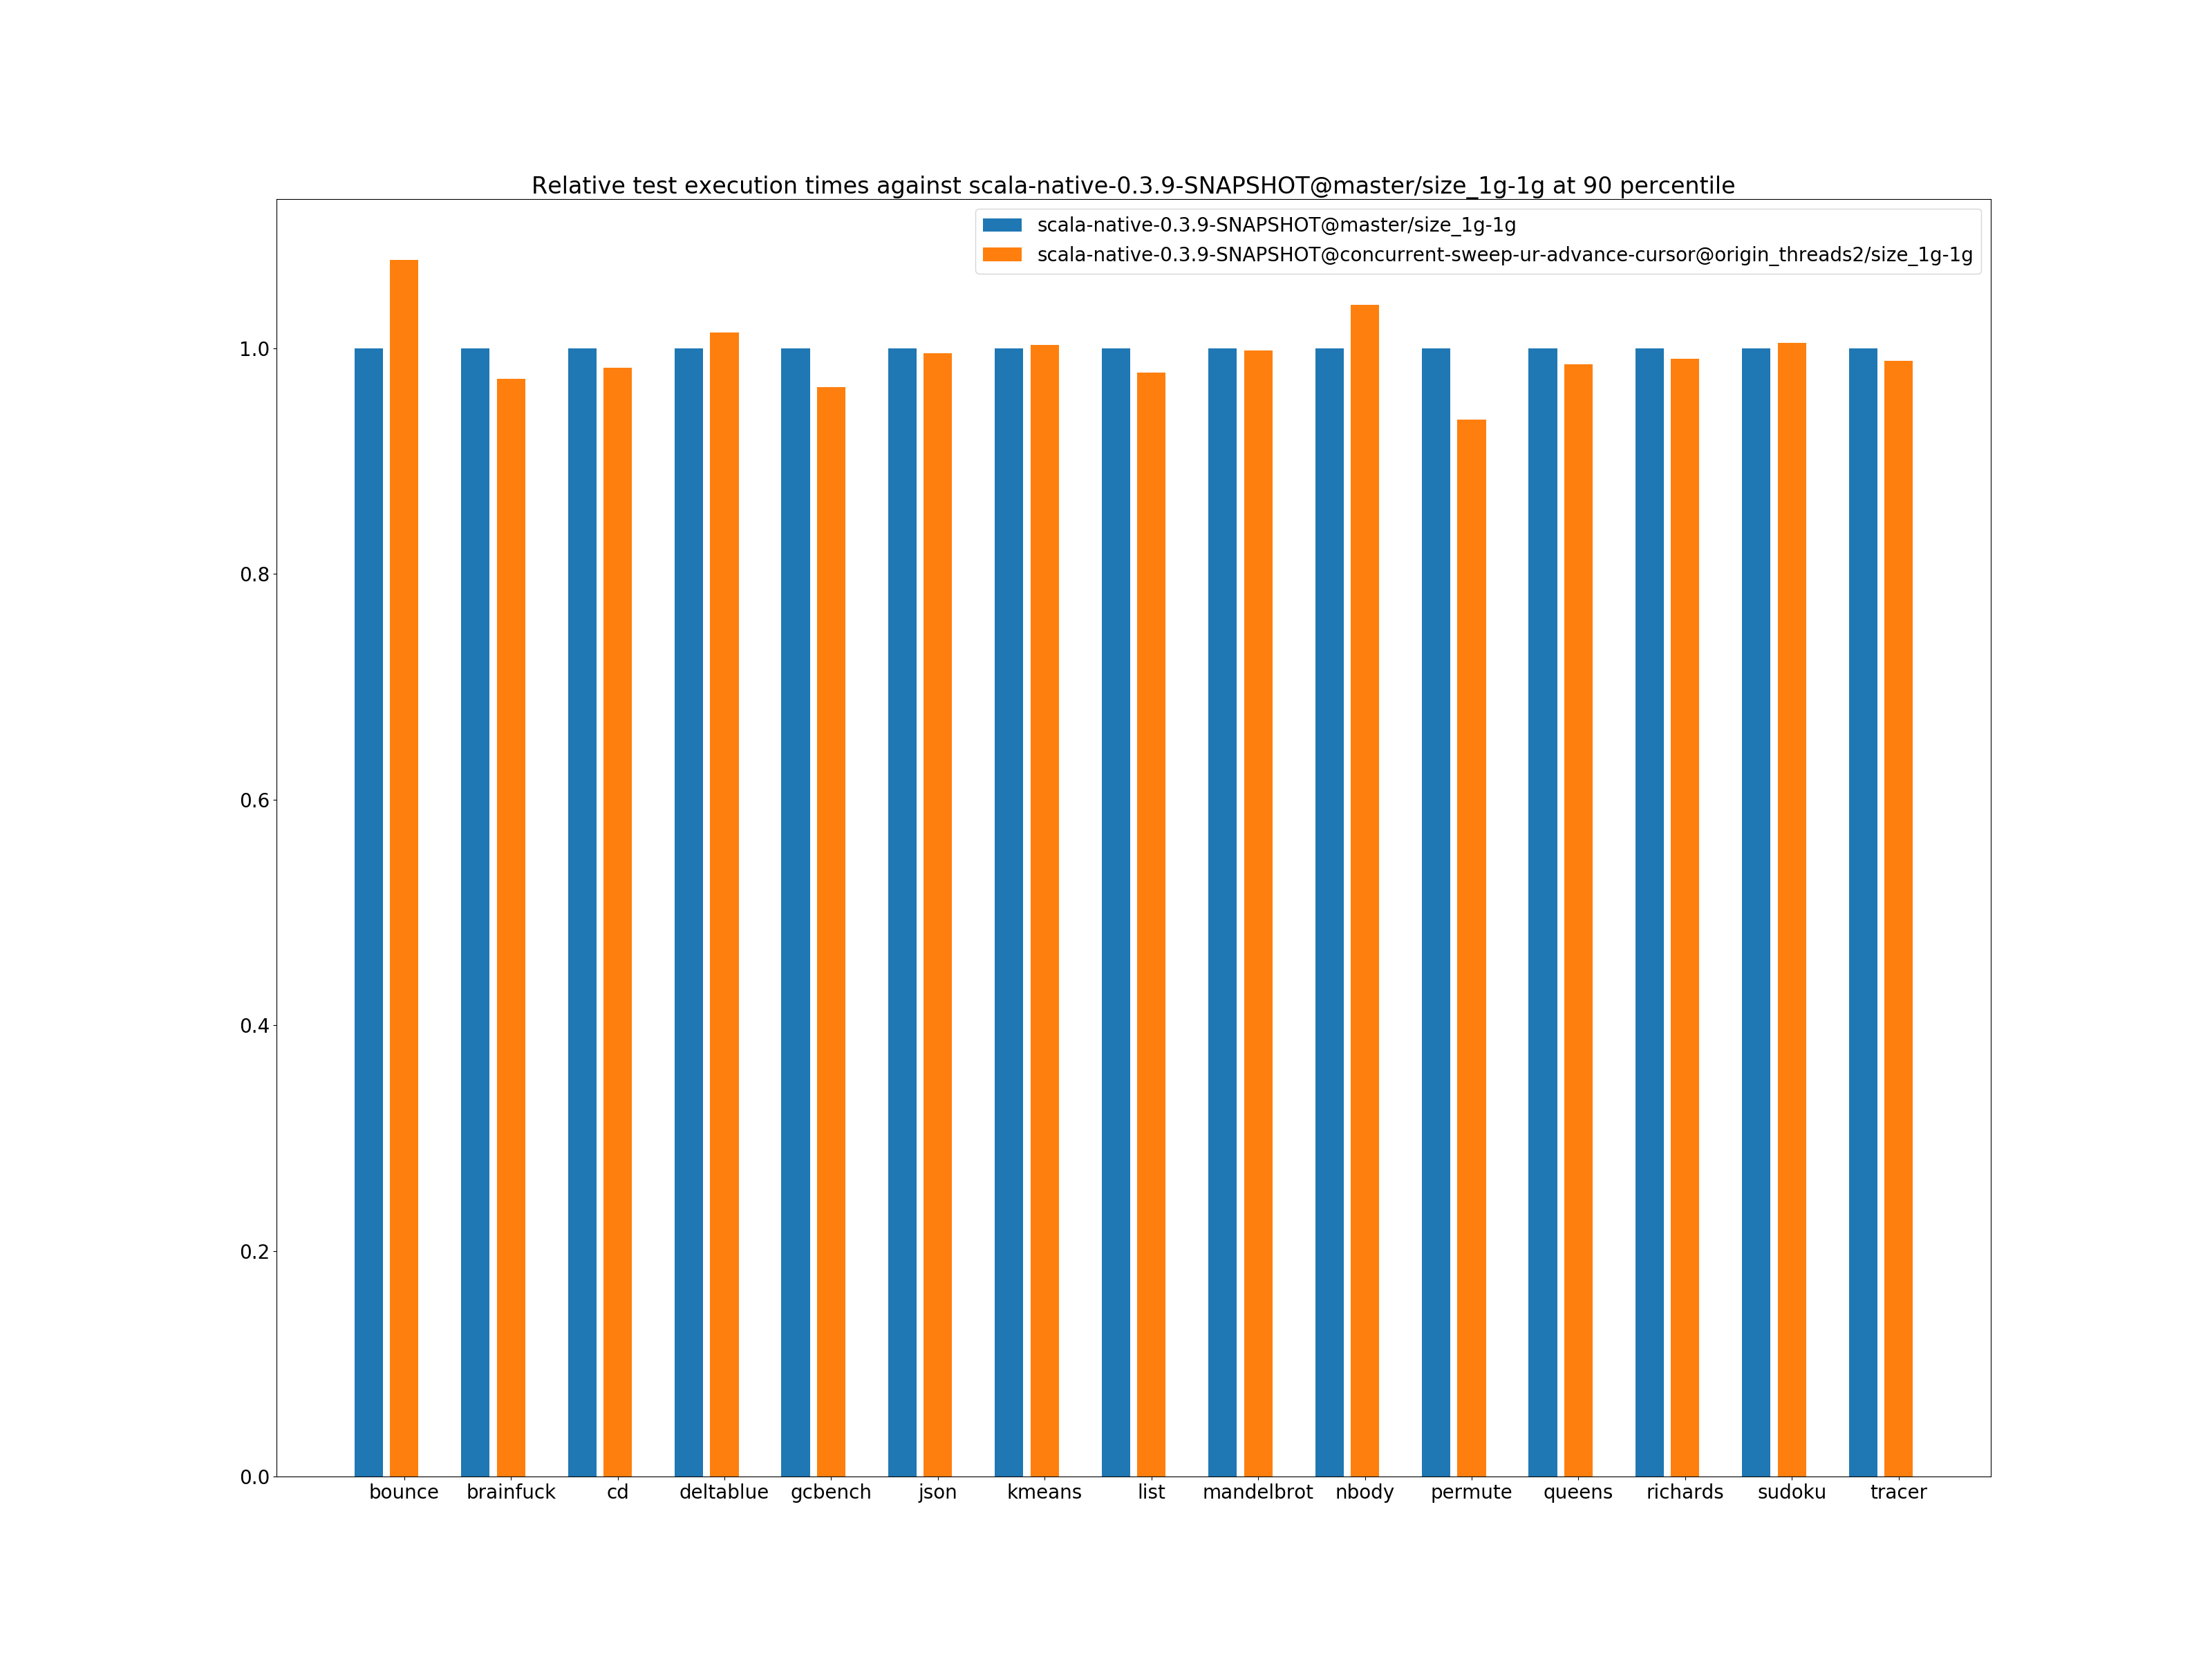 Relative test execution times against scala-native-0.3.9-SNAPSHOT@master/size_1g-1g at 90 percentile
scala-native-0.3.9-SNAPSHOT@master/size_1g-1g
scala-native-0.3.9-SNAPSHOT@concurrent-sweep-ur-advance-cursor@origin_threads2/size_1g-1g
1.0
0.8
0.6
0.4
0.2
0.0
bounce brainfuck cd deltablue gcbench json kmeans list mandelbrot nbody permute queens richards sudoku tracer